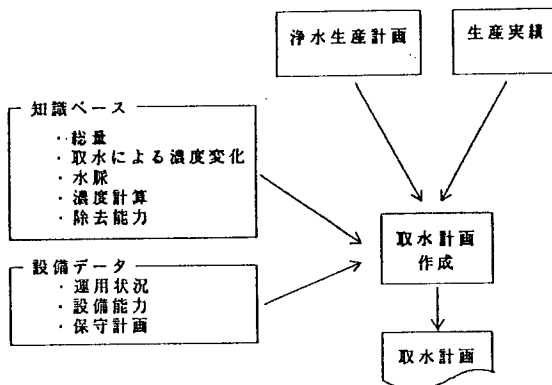 浄水生産計画
生産実績
知識ベース
・総量
・取水による濃度変化
・水脈
・濃度計算
・除去能力
設備データ
・運用状況
・設備能力
・保守計画
取水計画
作成
取水計画